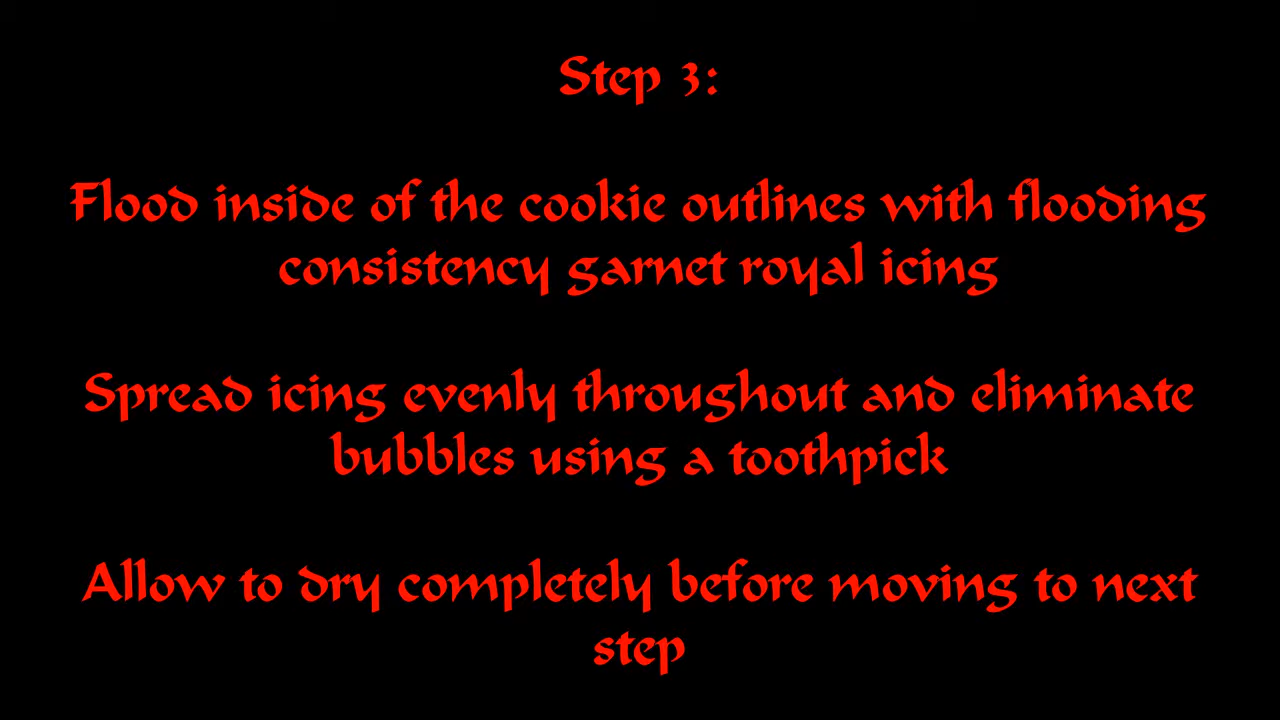 Step 3:
Flood inside of the cookie outlines with flooding
consistency garnet royal icing
Spread icing evenly throughout and eliminate
bubbles using a toothpick
Allow to dry completely before moving to next
step